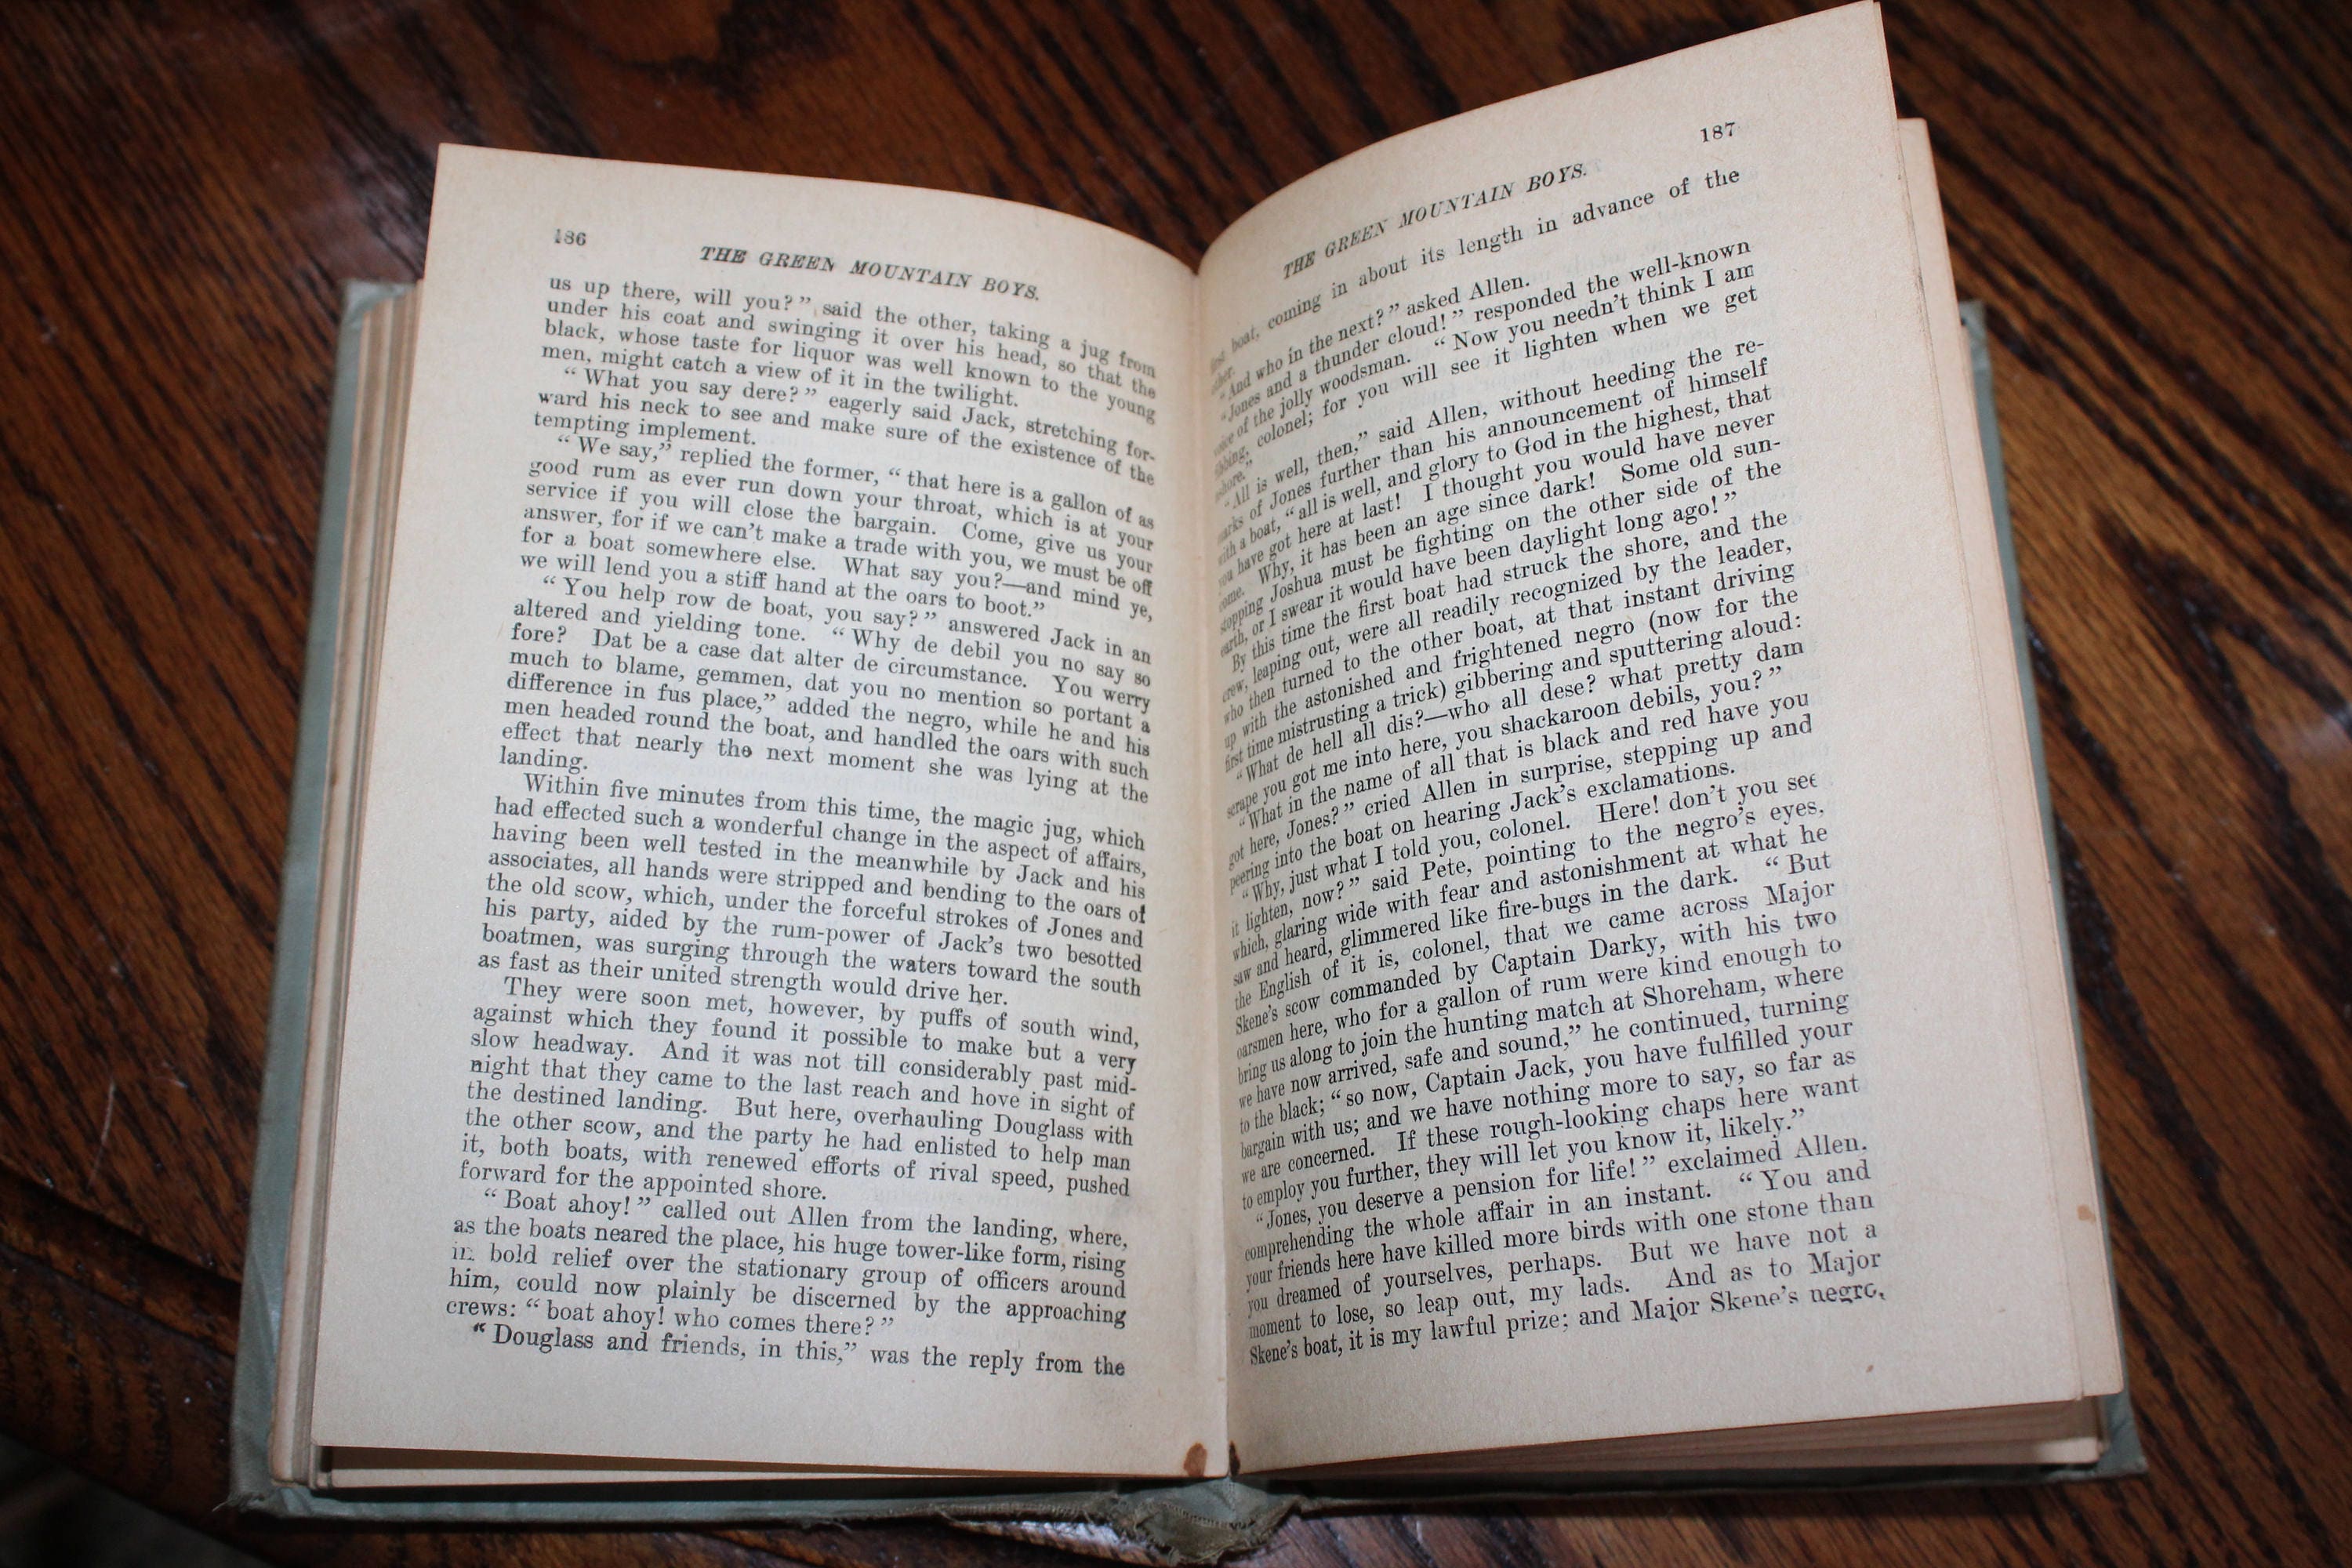 186
THE GREEN MOUNTAIN BOYS.
us up there, will you?" said the other, taking a jug from
under his coat and swinging it over his head, so that the
black, whose taste for liquor was well known to the young
men, might catch a view of it in the twilight.
"What you say dere?" eagerly said Jack, stretching for-
ward his neck to see and make sure of the existence of the
tempting implement.
"We say," replied the former, "that here is a gallon of as
good rum as ever run down your throat, which is at your
service if you will close the bargain. Come, give us your
answer, for if we can't make a trade with you, we must be off
for a boat somewhere else. What say you?—and mind ye,
we will lend you a stiff hand at the oars to boot."
"You help row de boat, you say?" answered Jack in an
altered and yielding tone. "Why de debil you no say so
fore? Dat be a case dat alter de circumstance. You werry
much to blame, gemmen, dat you no mention so portant a
difference in fus place," added the negro, while he and his
men headed round the boat, and handled the oars with such
effect that nearly the next moment she was lying at the
landing.
Within five minutes from this time, the magic jug, which
had effected such a wonderful change in the aspect of affairs,
having been well tested in the meanwhile by Jack and his
associates, all hands were stripped and bending to the oars of
the old scow, which, under the forceful strokes of Jones and
his party, aided by the rum-power of Jack's two besotted
boatmen, was surging through the waters toward the south
as fast as their united strength would drive her.
They were soon met, however, by puffs of south wind,
against which they found it possible to make but a very
slow headway. And it was not till considerably past mid-
night that they came to the last reach and hove in sight of
the destined landing. But here, overhauling Douglass with
the other scow, and the party he had enlisted to help man
it, both boats, with renewed efforts of rival speed, pushed
forward for the appointed shore.
"Boat ahoy!" called out Allen from the landing, where,
as the boats neared the place, his huge tower-like form, rising
in bold relief over the stationary group of officers around
him, could now plainly be discerned by the approaching
crews: "boat ahoy! who comes there?"
"Douglass and friends, in this," was the reply from the
187
THE GREEN MOUNTAIN BOYS.
first boat, coming in about its length in advance of the
other.
"And who in the next?" asked Allen.
"Jones and a thunder cloud!" responded the well-known
voice of the jolly woodsman. "Now you needn't think I am
fibbing, colonel; for you will see it lighten when we get
ashore."
"All is well, then," said Allen, without heeding the re-
marks of Jones further than his announcement of himself
with a boat, "all is well, and glory to God in the highest, that
you have got here at last! I thought you would have never
come. Why, it has been an age since dark! Some old sun-
stopping Joshua must be fighting on the other side of the
earth, or I swear it would have been daylight long ago!"
By this time the first boat had struck the shore, and the
crew, leaping out, were all readily recognized by the leader,
who then turned to the other boat, at that instant driving
up with the astonished and frightened negro (now for the
first time mistrusting a trick) gibbering and sputtering aloud:
"What de hell all dis?—who all dese? what pretty dam
scrape you got me into here, you shackaroon debils, you?"
"What in the name of all that is black and red have you
got here, Jones?" cried Allen in surprise, stepping up and
peering into the boat on hearing Jack's exclamations.
"Why, just what I told you, colonel. Here! don't you see
it lighten, now?" said Pete, pointing to the negro's eyes,
which, glaring wide with fear and astonishment at what he
saw and heard, glimmered like fire-bugs in the dark. "But
the English of it is, colonel, that we came across Major
Skene's scow commanded by Captain Darky, with his two
oarsmen here, who for a gallon of rum were kind enough to
bring us along to join the hunting match at Shoreham, where
we have now arrived, safe and sound," he continued, turning
to the black; "so now, Captain Jack, you have fulfilled your
bargain with us; and we have nothing more to say, so far as
we are concerned. If these rough-looking chaps here want
to employ you further, they will let you know it, likely."
"Jones, you deserve a pension for life!" exclaimed Allen,
comprehending the whole affair in an instant. "You and
your friends here have killed more birds with one stone than
you dreamed of yourselves, perhaps. But we have not a
moment to lose, so leap out, my lads. And as to Major
Skene's boat, it is my lawful prize; and Major Skene's negro,